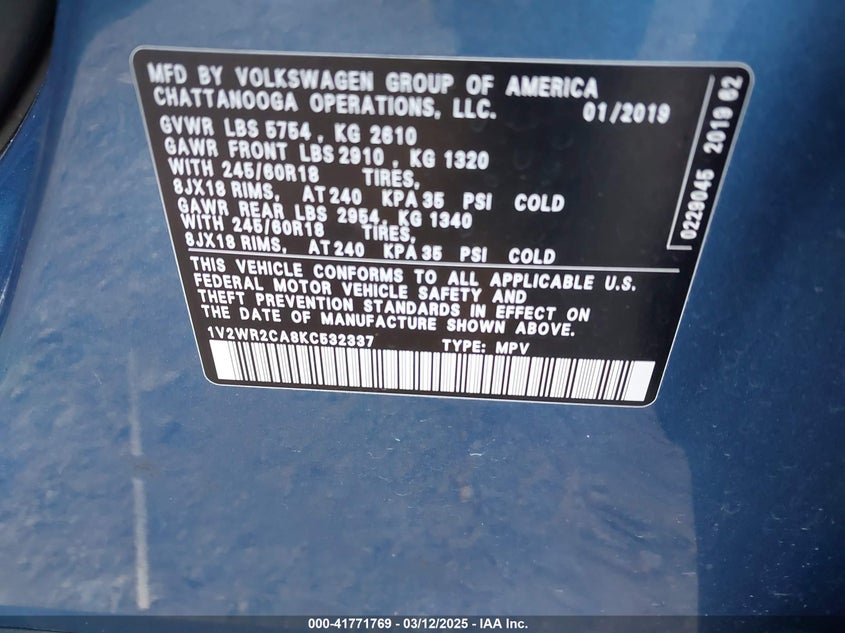 MFD BY VOLKSWAGEN GROUP OF AMERICA
CHATTANOOGA OPERATIONS, LLC. 01/2019
GVWR LBS 5754 , KG 2610
GAWR FRONT LBS 2910 , KG 1320
WITH 245/60R18 TIRES,
8JX18 RIMS, AT 240 KPA 35 PSI COLD
GAWR REAR LBS 2954, KG 1340
WITH 245/60R18 TIRES,
8JX18 RIMS, AT 240 KPA 35 PSI COLD
THIS VEHICLE CONFORMS TO ALL APPLICABLE U.S.
FEDERAL MOTOR VEHICLE SAFETY AND
THEFT PREVENTION STANDARDS IN EFFECT ON
THE DATE OF MANUFACTURE SHOWN ABOVE.
1V2WR2CA8KC532337 TYPE: MPV
0229045 2019 02
000-41771769 - 03/12/2025 - IAA Inc.